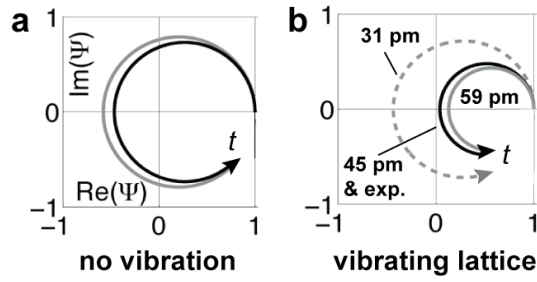 a
1
0
−1
−1
0
1
Im(Ψ)
Re(Ψ)
t
no vibration
b
1
0
−1
−1
0
1
31 pm
59 pm
45 pm
& exp.
t
vibrating lattice